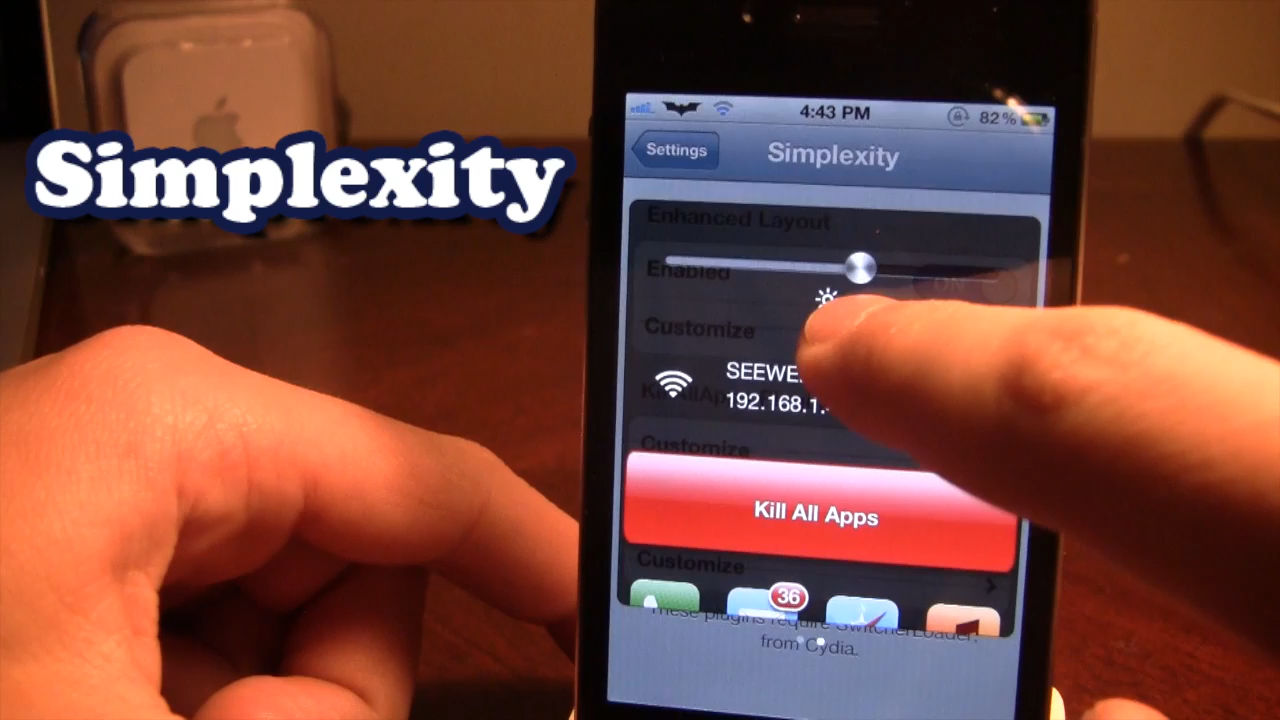 Simplexity
4:43 PM
82%
Settings
Simplexity
Enhanced Layout
Enabled
ON
Customize
192.168.1.
Customize
Kill All Apps
Customize
36
These plugins require SwitcherLoader.
from Cydia.